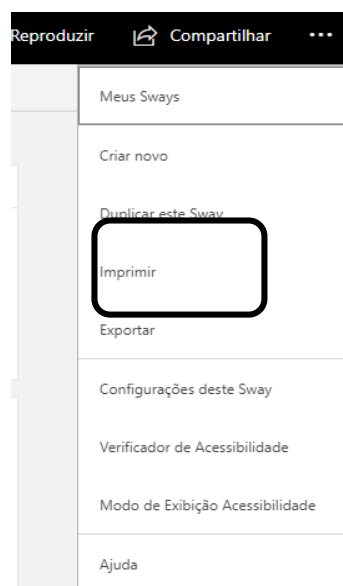 Reproduzir Compartilhar ...
Meus Sways
Criar novo
Duplicar este Sway
Imprimir
Exportar
Configurações deste Sway
Verificador de Acessibilidade
Modo de Exibição Acessibilidade
Ajuda